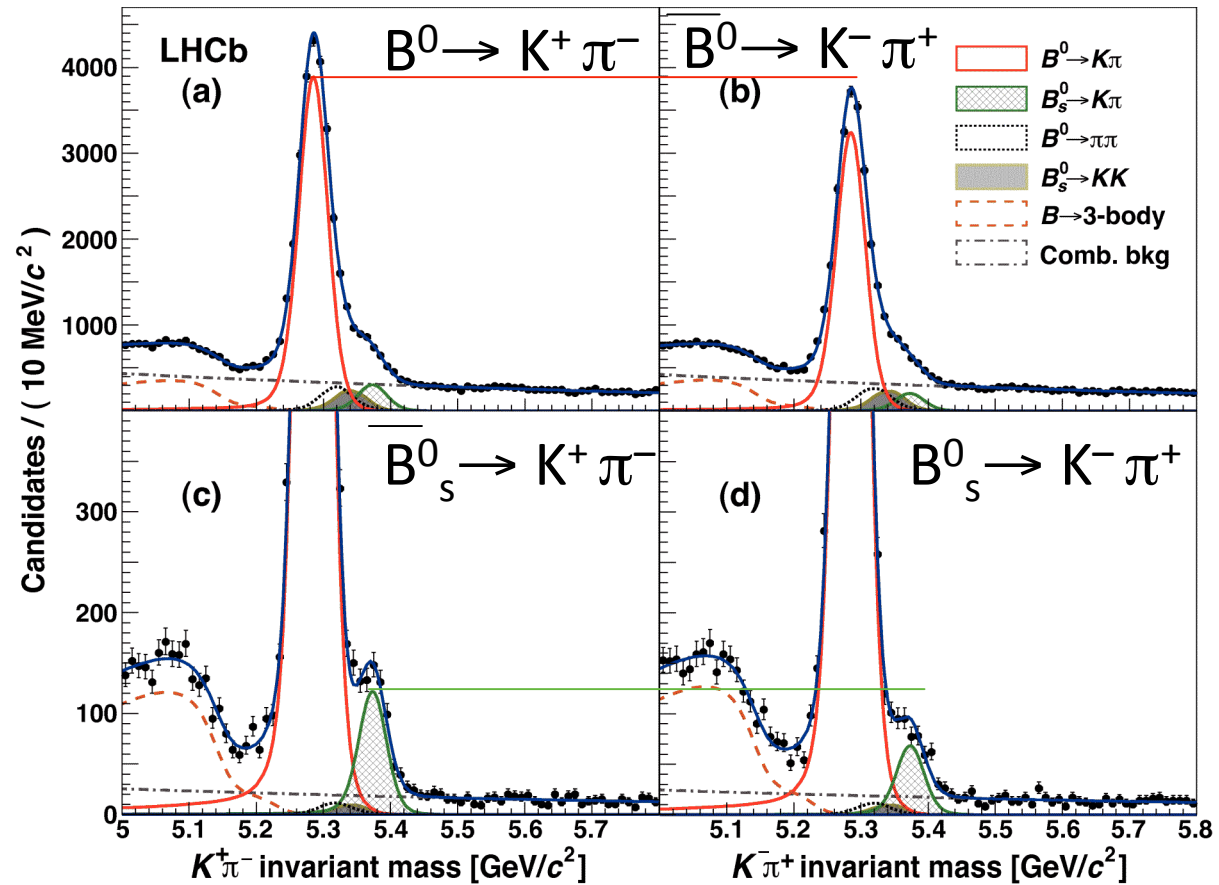 LHCb
(a)
B⁰ → K⁺ π⁻
4000
3000
2000
1000
B̅⁰ → K⁻ π⁺
(b)
B⁰→Kπ
B⁰ₛ→Kπ
B⁰→ππ
B⁰ₛ→KK
B→3-body
Comb. bkg
Candidates / ( 10 MeV/c² )
B̅⁰ₛ → K⁺ π⁻
(c)
300
200
100
0
B⁰ₛ → K⁻ π⁺
(d)
5 5.1 5.2 5.3 5.4 5.5 5.6 5.7
5.1 5.2 5.3 5.4 5.5 5.6 5.7 5.8
K⁺π⁻ invariant mass [GeV/c²]
K⁻π⁺ invariant mass [GeV/c²]